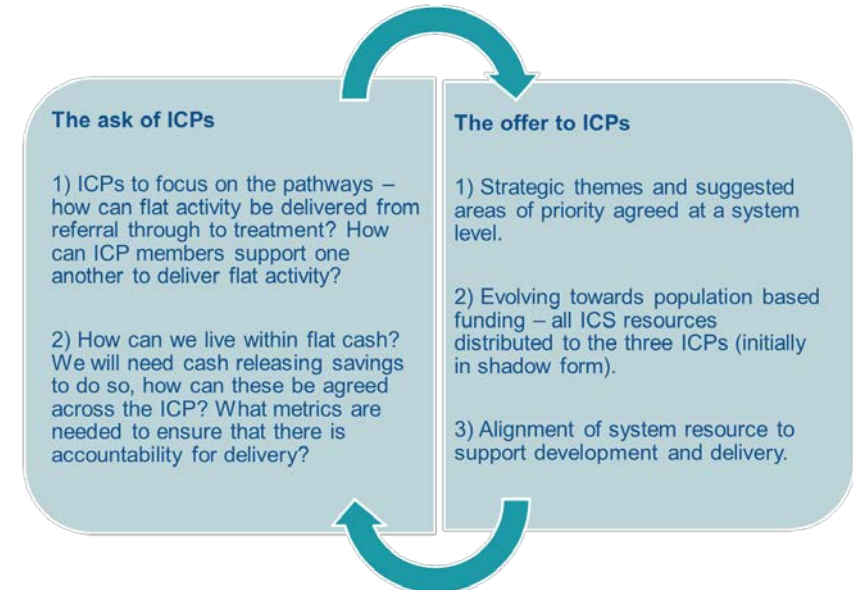 The ask of ICPs
1) ICPs to focus on the pathways –
how can flat activity be delivered from
referral through to treatment? How
can ICP members support one
another to deliver flat activity?
2) How can we live within flat cash?
We will need cash releasing savings
to do so, how can these be agreed
across the ICP? What metrics are
needed to ensure that there is
accountability for delivery?
The offer to ICPs
1) Strategic themes and suggested
areas of priority agreed at a system
level.
2) Evolving towards population based
funding – all ICS resources
distributed to the three ICPs (initially
in shadow form).
3) Alignment of system resource to
support development and delivery.